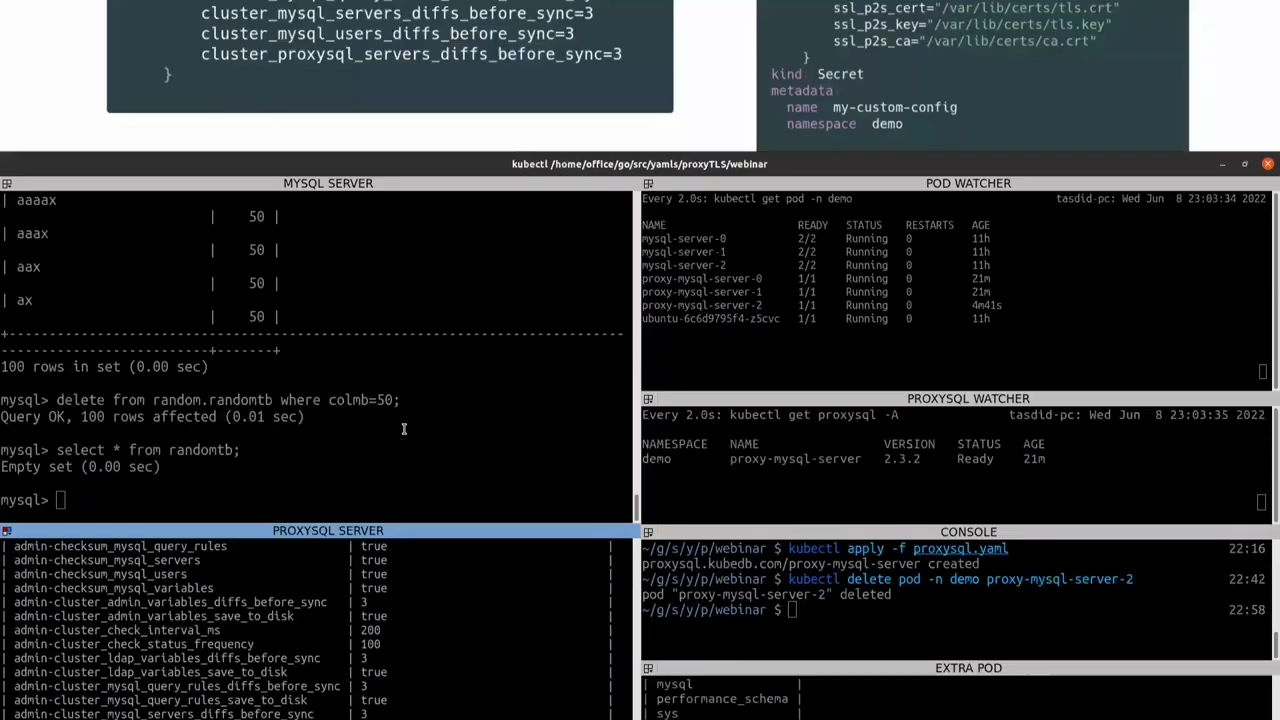 cluster_mysql_servers_diffs_before_sync=3
cluster_mysql_users_diffs_before_sync=3
cluster_proxysql_servers_diffs_before_sync=3
}
ssl_p2s_cert="/var/lib/certs/tls.crt"
ssl_p2s_key="/var/lib/certs/tls.key"
ssl_p2s_ca="/var/lib/certs/ca.crt"
}
kind Secret
metadata
name my-custom-config
namespace demo
kubectl /home/office/go/src/yamls/proxyTLS/webinar
MYSQL SERVER
| aaaax
| 50 |
| aaax
| 50 |
| aax
| 50 |
| ax
| 50 |
+------------------------------------------------------------------------------
--------------------------+-------+
100 rows in set (0.00 sec)
mysql> delete from random.randomtb where colmb=50;
Query OK, 100 rows affected (0.01 sec)
mysql> select * from randomtb;
Empty set (0.00 sec)
mysql>
POD WATCHER
Every 2.0s: kubectl get pod -n demo tasdid-pc: Wed Jun 8 23:03:34 2022
NAME READY STATUS RESTARTS AGE
mysql-server-0 2/2 Running 0 11h
mysql-server-1 2/2 Running 0 11h
mysql-server-2 2/2 Running 0 11h
proxy-mysql-server-0 1/1 Running 0 21m
proxy-mysql-server-1 1/1 Running 0 21m
proxy-mysql-server-2 1/1 Running 0 4m41s
ubuntu-6c6d9795f4-z5cvc 1/1 Running 0 11h
PROXYSQL WATCHER
Every 2.0s: kubectl get proxysql -A tasdid-pc: Wed Jun 8 23:03:35 2022
NAMESPACE NAME VERSION STATUS AGE
demo proxy-mysql-server 2.3.2 Ready 21m
PROXYSQL SERVER
| admin-checksum_mysql_query_rules | true |
| admin-checksum_mysql_servers | true |
| admin-checksum_mysql_users | true |
| admin-checksum_mysql_variables | true |
| admin-cluster_admin_variables_diffs_before_sync | 3 |
| admin-cluster_admin_variables_save_to_disk | true |
| admin-cluster_check_interval_ms | 200 |
| admin-cluster_check_status_frequency | 100 |
| admin-cluster_ldap_variables_diffs_before_sync | 3 |
| admin-cluster_ldap_variables_save_to_disk | true |
| admin-cluster_mysql_query_rules_diffs_before_sync | 3 |
| admin-cluster_mysql_query_rules_save_to_disk | true |
| admin-cluster_mysql_servers_diffs_before_sync | 3 |
CONSOLE
~/g/s/y/p/webinar $ kubectl apply -f proxysql.yaml 22:16
proxysql.kubedb.com/proxy-mysql-server created
~/g/s/y/p/webinar $ kubectl delete pod -n demo proxy-mysql-server-2 22:42
pod "proxy-mysql-server-2" deleted
~/g/s/y/p/webinar $ 22:58
EXTRA POD
| mysql |
| performance_schema |
| sys |